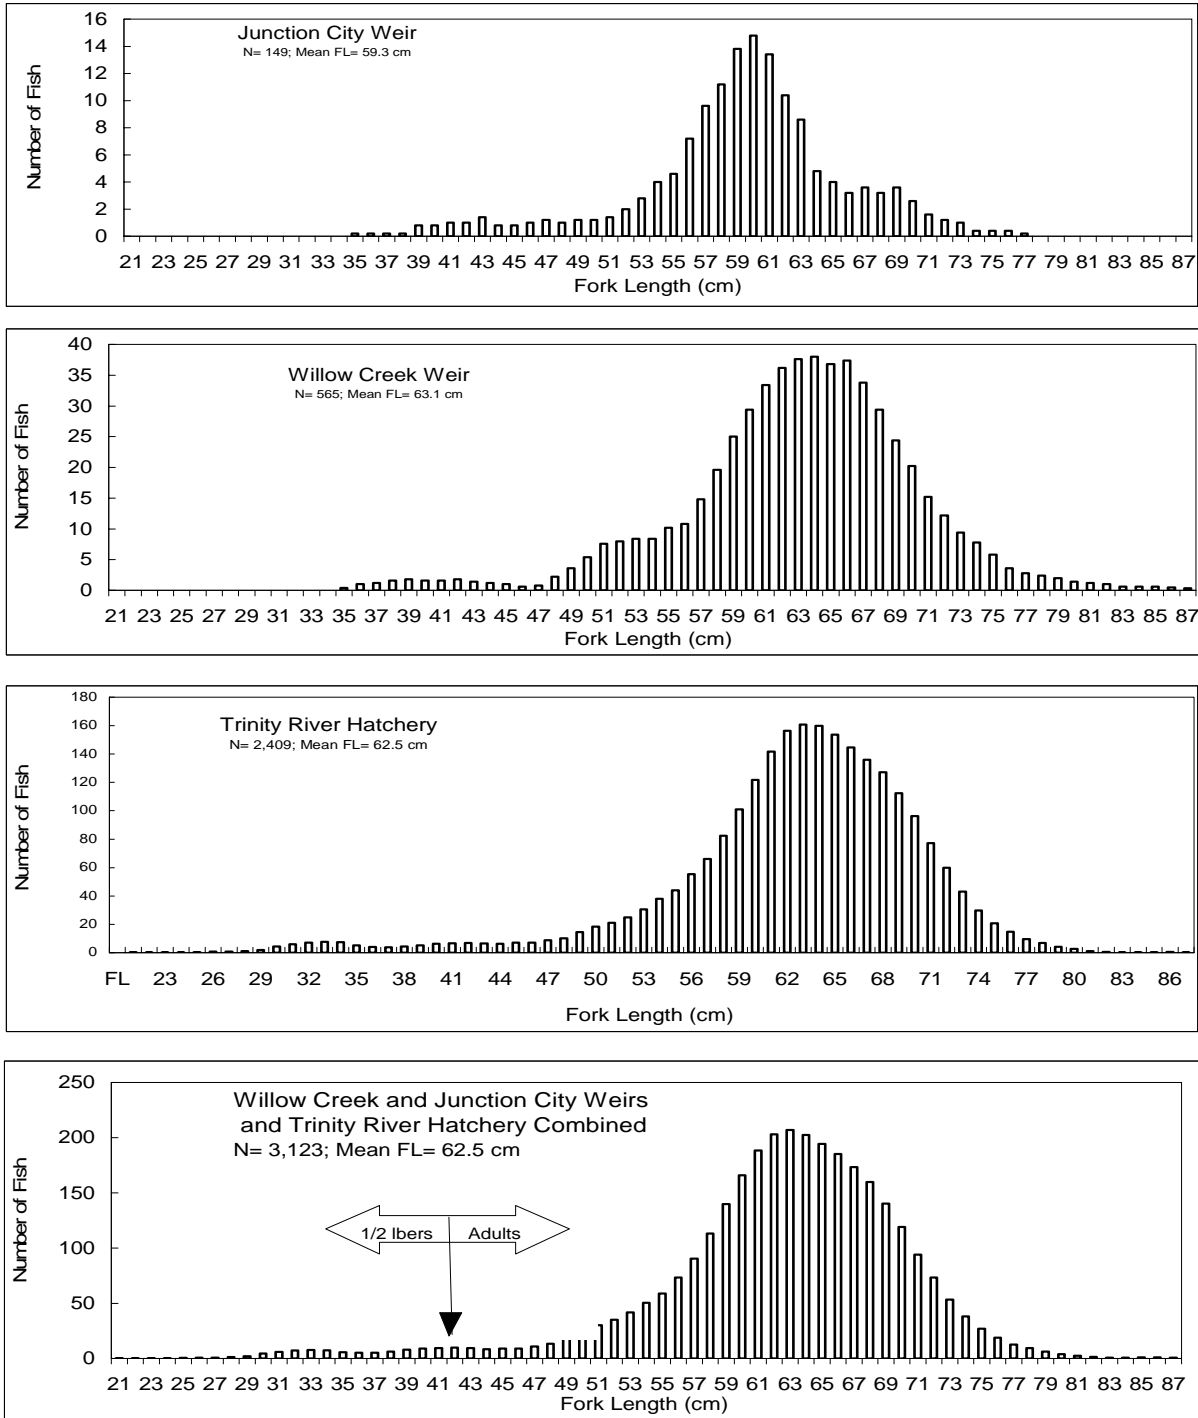 Junction City Weir
N= 149; Mean FL= 59.3 cm
Number of Fish
16
14
12
10
8
6
4
2
0
21 23 25 27 29 31 33 35 37 39 41 43 45 47 49 51 53 55 57 59 61 63 65 67 69 71 73 75 77 79 81 83 85 87
Fork Length (cm)
Willow Creek Weir
N= 565; Mean FL= 63.1 cm
Number of Fish
40
35
30
25
20
15
10
5
0
21 23 25 27 29 31 33 35 37 39 41 43 45 47 49 51 53 55 57 59 61 63 65 67 69 71 73 75 77 79 81 83 85 87
Fork Length (cm)
Trinity River Hatchery
N= 2,409; Mean FL= 62.5 cm
Number of Fish
180
160
140
120
100
80
60
40
20
0
FL 23 26 29 32 35 38 41 44 47 50 53 56 59 62 65 68 71 74 77 80 83 86
Fork Length (cm)
Willow Creek and Junction City Weirs
and Trinity River Hatchery Combined
N= 3,123; Mean FL= 62.5 cm
Number of Fish
250
200
150
100
50
0
1/2 lbers Adults
21 23 25 27 29 31 33 35 37 39 41 43 45 47 49 51 53 55 57 59 61 63 65 67 69 71 73 75 77 79 81 83 85 87
Fork Length (cm)